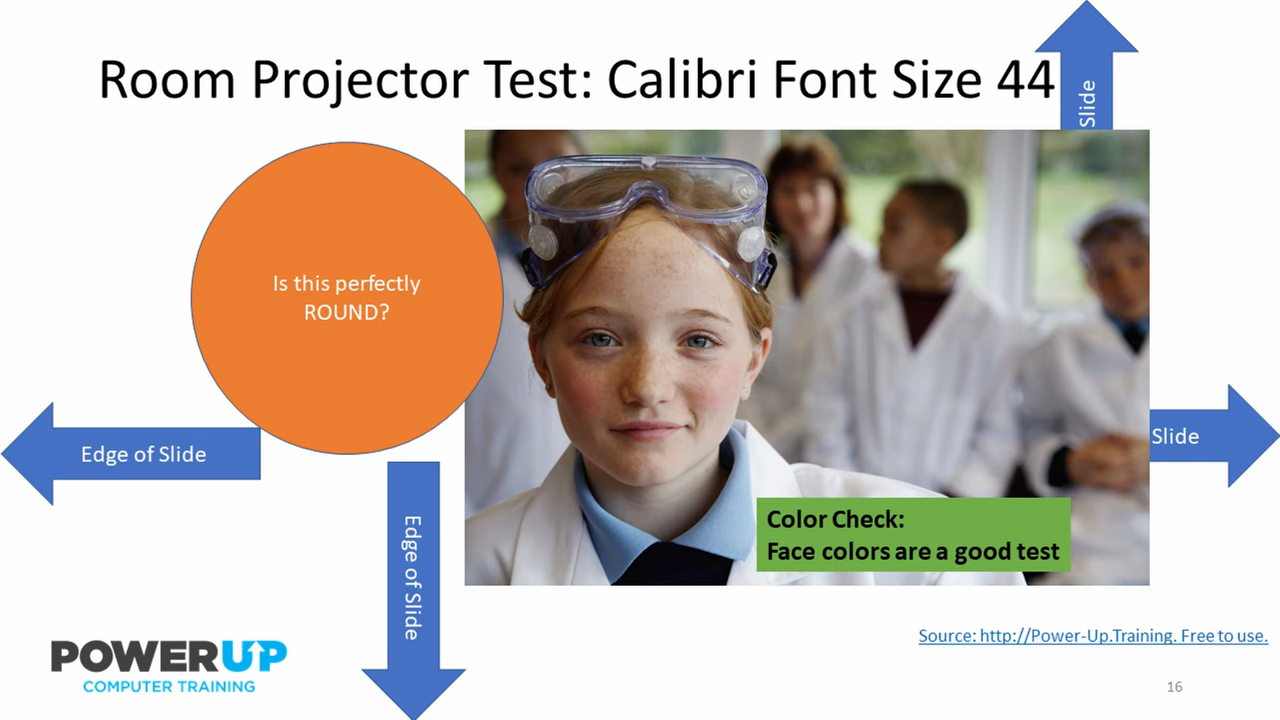 Room Projector Test: Calibri Font Size 44
Slide
Is this perfectly
ROUND?
Edge of Slide
Slide
Edge of Slide
Color Check:
Face colors are a good test
Source: http://Power-Up.Training. Free to use.
POWERUP
COMPUTER TRAINING
16